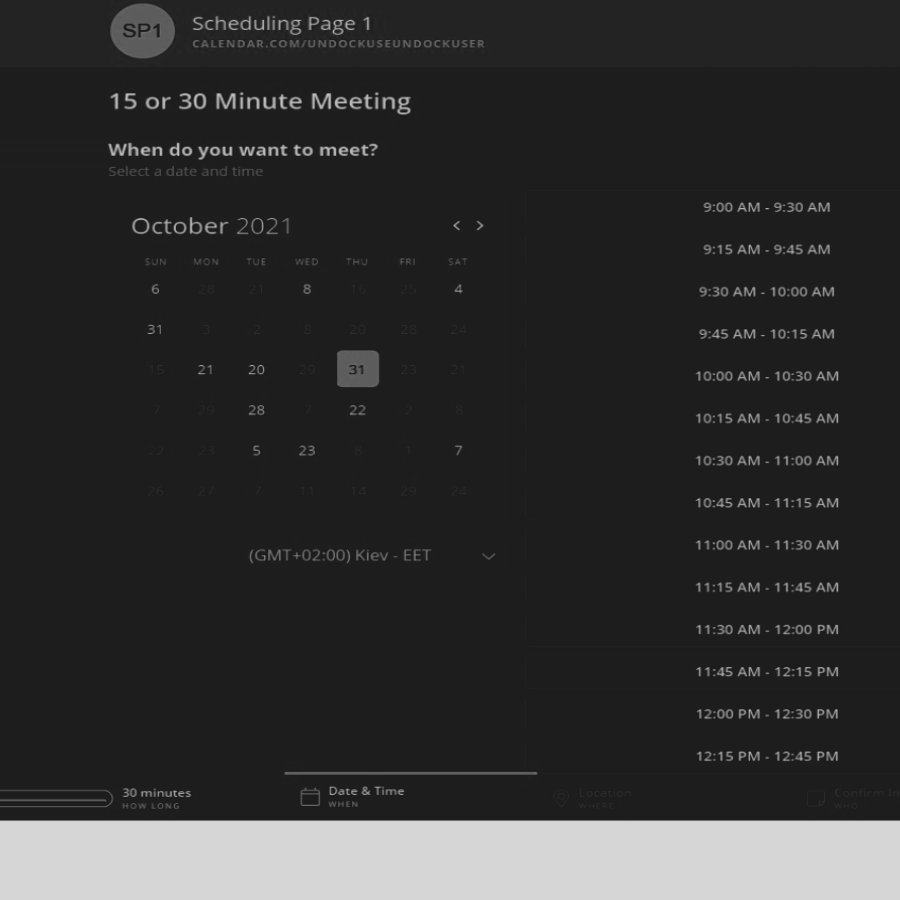 SP1
Scheduling Page 1
CALENDAR.COM/UNDOCKUSEUNDOCKUSER
15 or 30 Minute Meeting
When do you want to meet?
Select a date and time
October 2021 < >
SUN MON TUE WED THU FRI SAT
6 28 21 8 16 25 4
31 3 2 8 20 28 24
15 21 20 29 31 23 21
7 29 28 7 22 2 6
22 23 5 23 8 7
26 27 7 11 14 29 24
(GMT+02:00) Kiev - EET
9:00 AM - 9:30 AM
9:15 AM - 9:45 AM
9:30 AM - 10:00 AM
9:45 AM - 10:15 AM
10:00 AM - 10:30 AM
10:15 AM - 10:45 AM
10:30 AM - 11:00 AM
10:45 AM - 11:15 AM
11:00 AM - 11:30 AM
11:15 AM - 11:45 AM
11:30 AM - 12:00 PM
11:45 AM - 12:15 PM
12:00 PM - 12:30 PM
12:15 PM - 12:45 PM
30 minutes
HOW LONG
Date & Time
WHEN
Location
WHERE
Confirm In
WHO